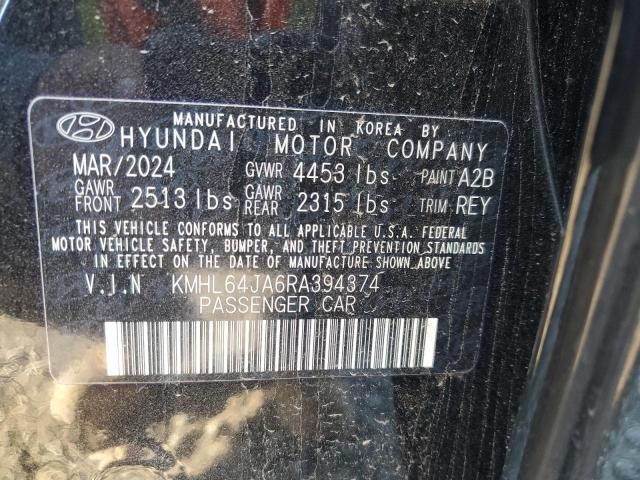 MANUFACTURED IN KOREA BY
HYUNDAI MOTOR COMPANY
MAR/2024 GVWR 4453 lbs PAINT A2B
GAWR FRONT 2513 lbs GAWR REAR 2315 lbs TRIM REY
THIS VEHICLE CONFORMS TO ALL APPLICABLE U.S.A. FEDERAL
MOTOR VEHICLE SAFETY, BUMPER, AND THEFT PREVENTION STANDARDS
IN EFFECT ON THE DATE OF MANUFACTURE SHOWN ABOVE
V.I.N KMHL64JA6RA394374
PASSENGER CAR